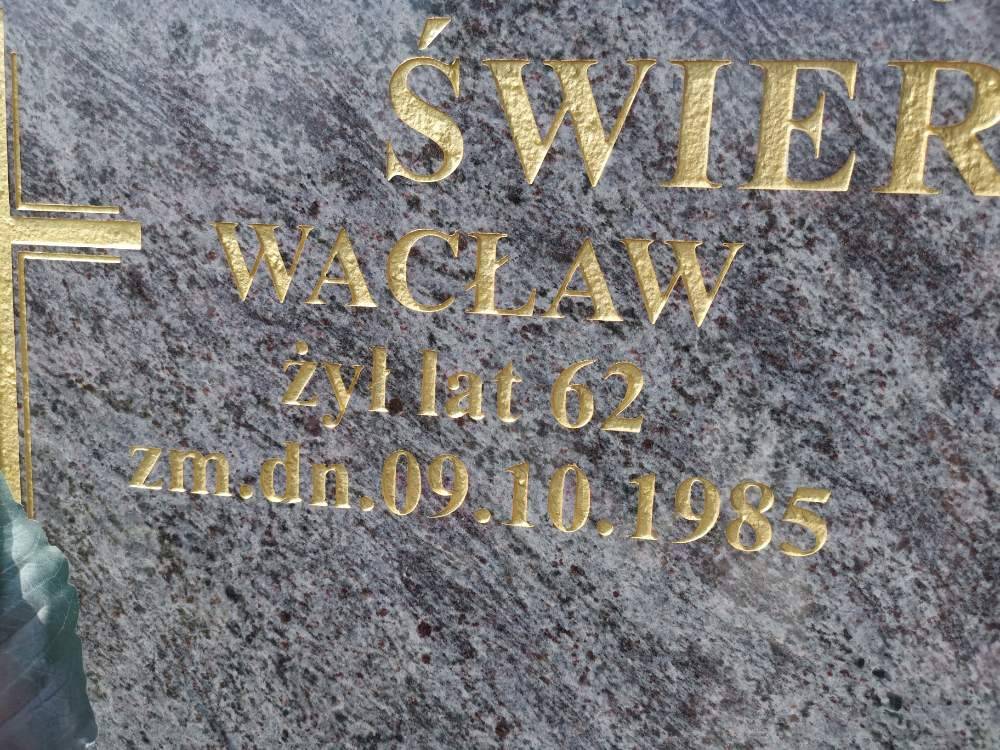 ŚWIER
WACŁAW
żył lat 62
zm.dn.09.10.1985